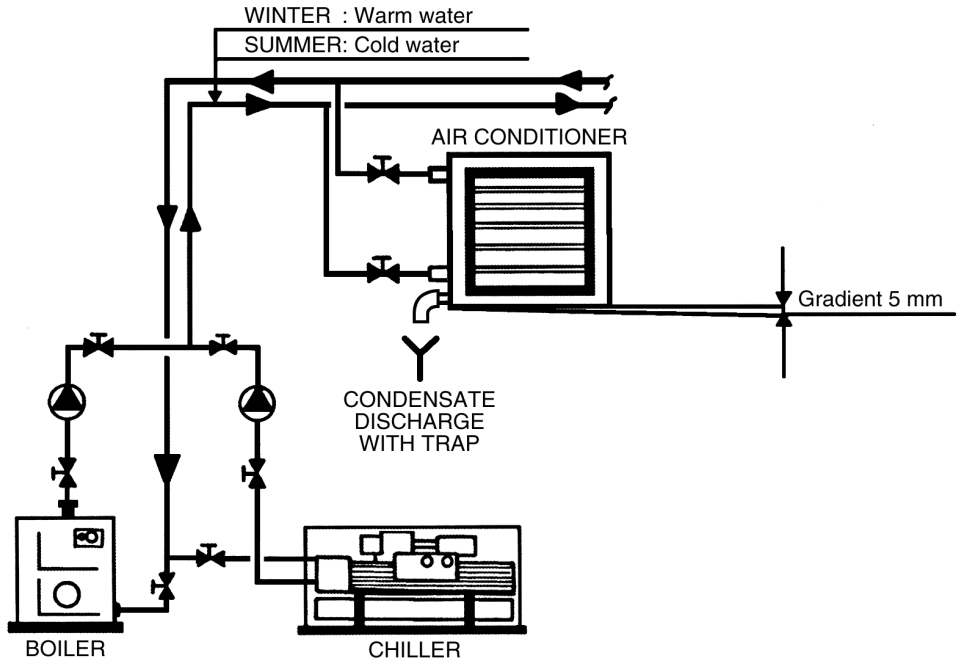 WINTER : Warm water
SUMMER: Cold water
AIR CONDITIONER
Gradient 5 mm
CONDENSATE
DISCHARGE
WITH TRAP
BOILER
CHILLER